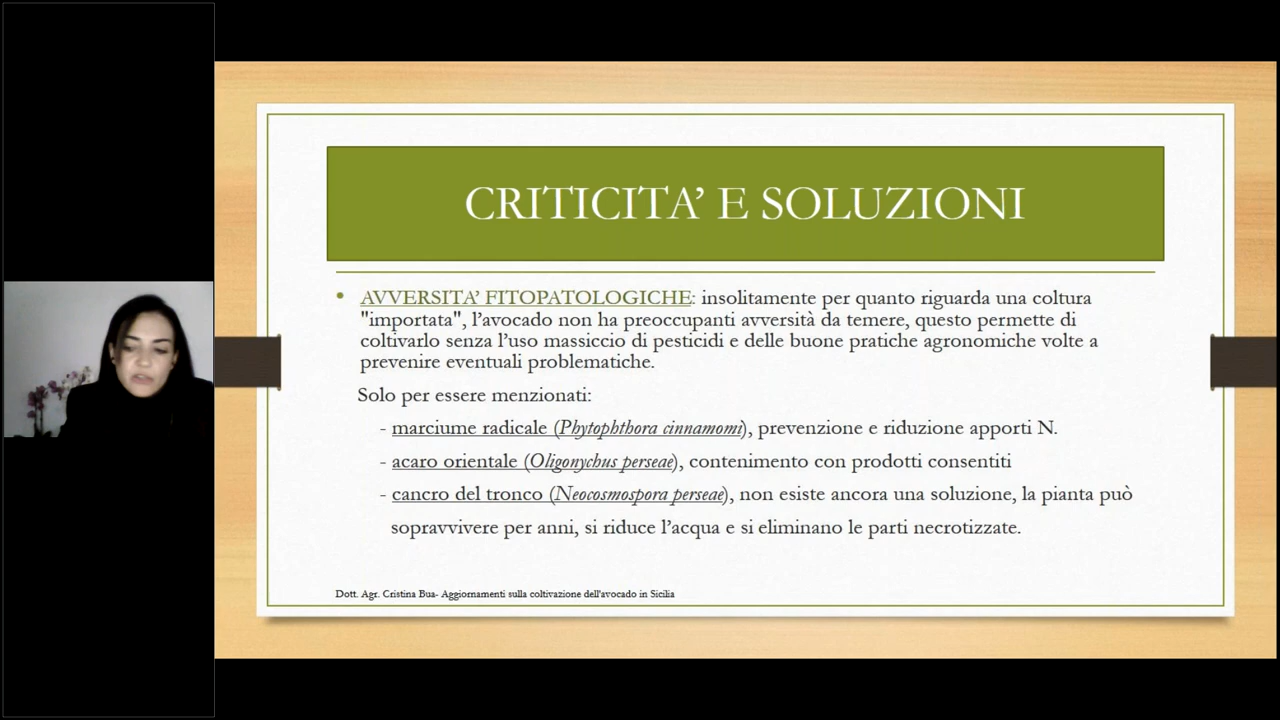 CRITICITA’ E SOLUZIONI
• AVVERSITA’ FITOPATOLOGICHE: insolitamente per quanto riguarda una coltura
"importata", l’avocado non ha preoccupanti avversità da temere, questo permette di
coltivarlo senza l’uso massiccio di pesticidi e delle buone pratiche agronomiche volte a
prevenire eventuali problematiche.
Solo per essere menzionati:
- marciume radicale (Phytophthora cinnamomi), prevenzione e riduzione apporti N.
- acaro orientale (Oligonychus perseae), contenimento con prodotti consentiti
- cancro del tronco (Neocosmospora perseae), non esiste ancora una soluzione, la pianta può
sopravvivere per anni, si riduce l’acqua e si eliminano le parti necrotizzate.
Dott. Agr. Cristina Bua- Aggiornamenti sulla coltivazione dell'avocado in Sicilia